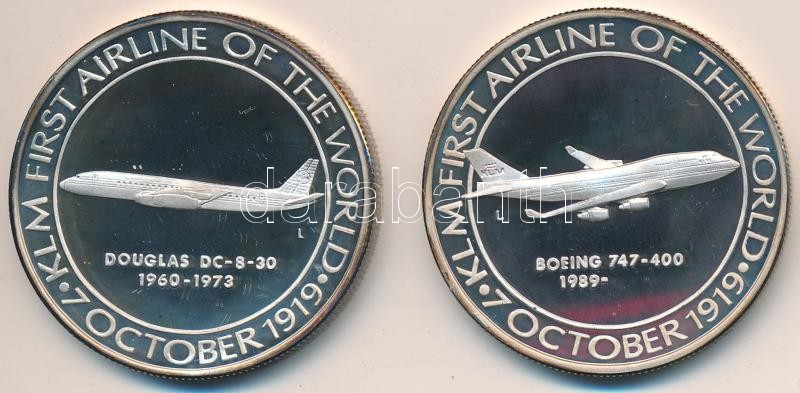 · KLM FIRST AIRLINE OF THE WORLD ·
7 OCTOBER 1919
DOUGLAS DC-8-30
1960-1973
L
· KLM FIRST AIRLINE OF THE WORLD ·
7 OCTOBER 1919
KLM
BOEING 747-400
1989-
darabanth